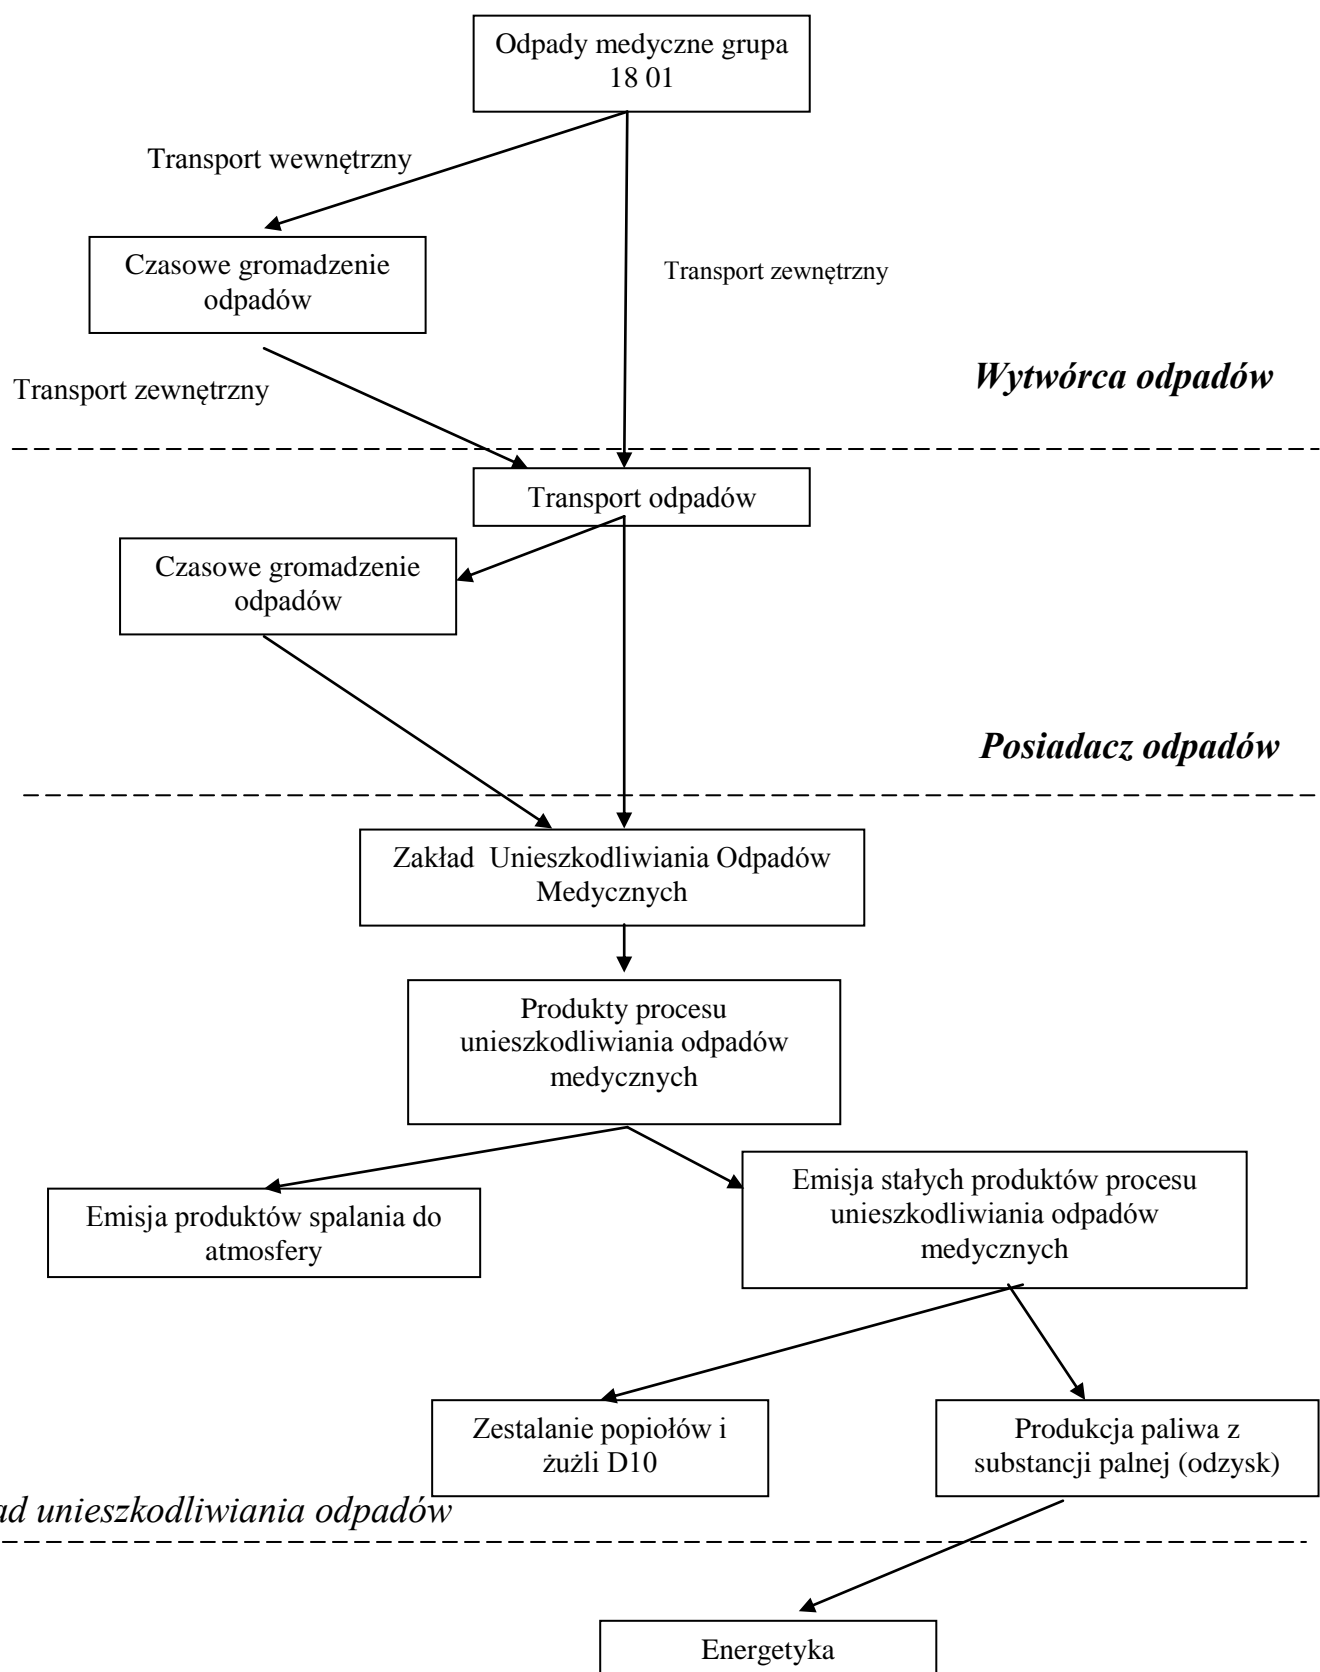 Odpady medyczne grupa
18 01
Transport wewnętrzny
Czasowe gromadzenie
odpadów
Transport zewnętrzny
Wytwórca odpadów
Transport zewnętrzny
Transport odpadów
Czasowe gromadzenie
odpadów
Posiadacz odpadów
Zakład Unieszkodliwiania Odpadów
Medycznych
Produkty procesu
unieszkodliwiania odpadów
medycznych
Emisja produktów spalania do
atmosfery
Emisja stałych produktów procesu
unieszkodliwiania odpadów
medycznych
Zestalanie popiołów i
żużli D10
Produkcja paliwa z
substancji palnej (odzysk)
unieszkodliwiania odpadów
Energetyka